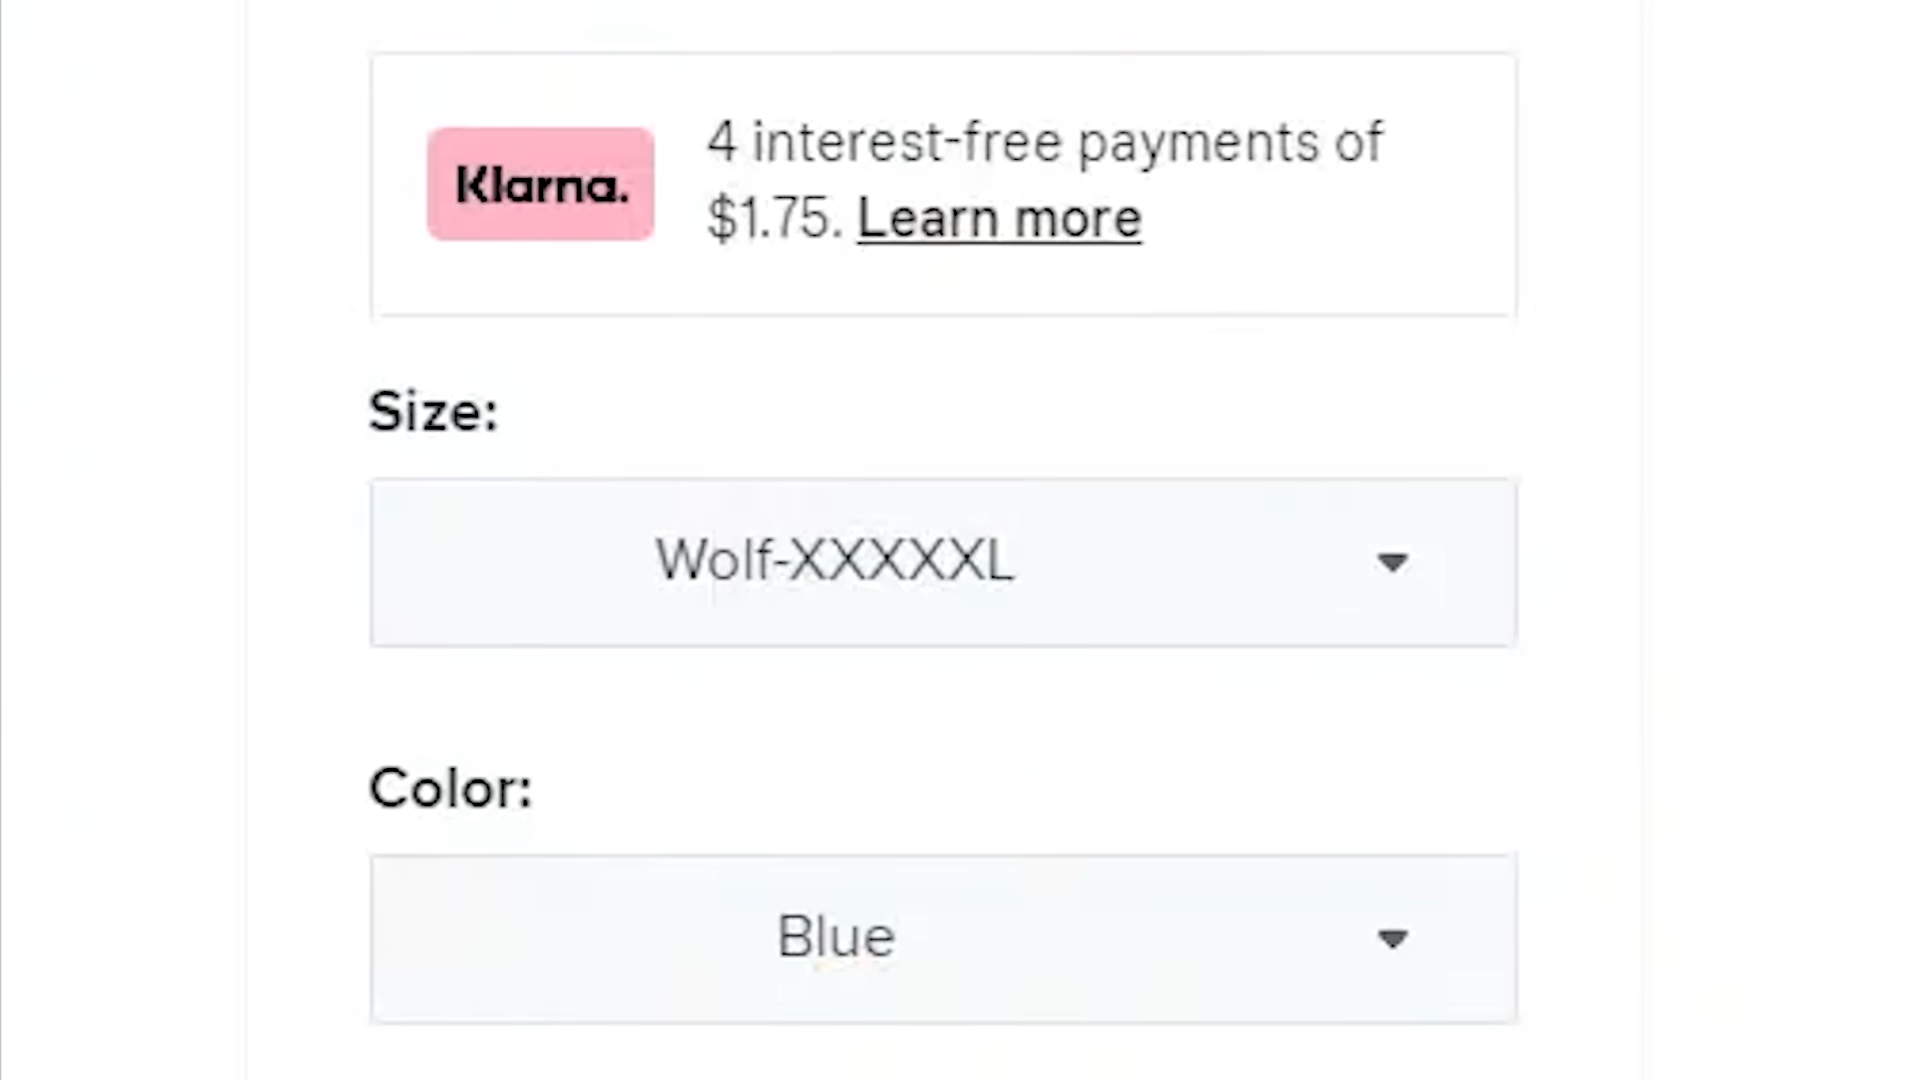 Klarna.
4 interest-free payments of
$1.75. Learn more
Size:
Wolf-XXXXXL
Color:
Blue